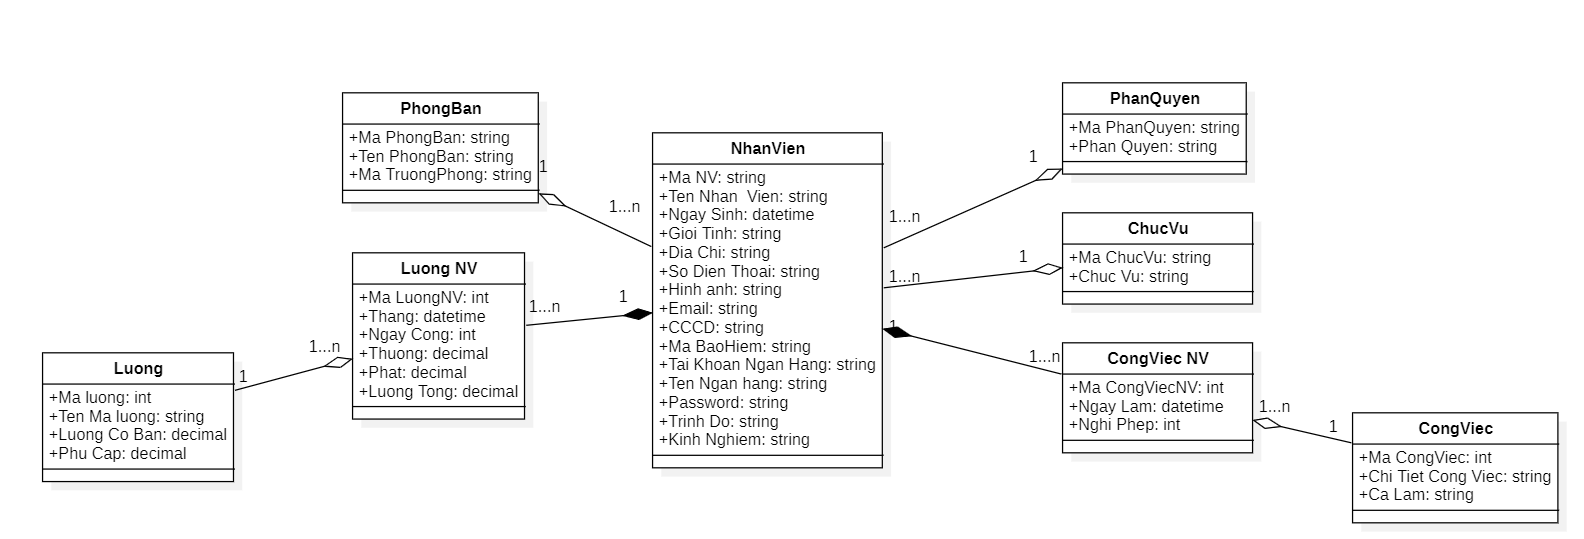 PhongBan
+Ma PhongBan: string
+Ten PhongBan: string
+Ma TruongPhong: string
1
1...n
Luong NV
+Ma LuongNV: int
+Thang: datetime
+Ngay Cong: int
+Thuong: decimal
+Phat: decimal
+Luong Tong: decimal
1...n
1
Luong
+Ma luong: int
+Ten Ma luong: string
+Luong Co Ban: decimal
+Phu Cap: decimal
1
1...n
NhanVien
+Ma NV: string
+Ten Nhan  Vien: string
+Ngay Sinh: datetime
+Gioi Tinh: string
+Dia Chi: string
+So Dien Thoai: string
+Hinh anh: string
+Email: string
+CCCD: string
+Ma BaoHiem: string
+Tai Khoan Ngan Hang: string
+Ten Ngan hang: string
+Password: string
+Trinh Do: string
+Kinh Nghiem: string
PhanQuyen
+Ma PhanQuyen: string
+Phan Quyen: string
1
1...n
ChucVu
+Ma ChucVu: string
+Chuc Vu: string
1
1...n
CongViec NV
+Ma CongViecNV: int
+Ngay Lam: datetime
+Nghi Phep: int
1
1...n
1...n
1
CongViec
+Ma CongViec: int
+Chi Tiet Cong Viec: string
+Ca Lam: string